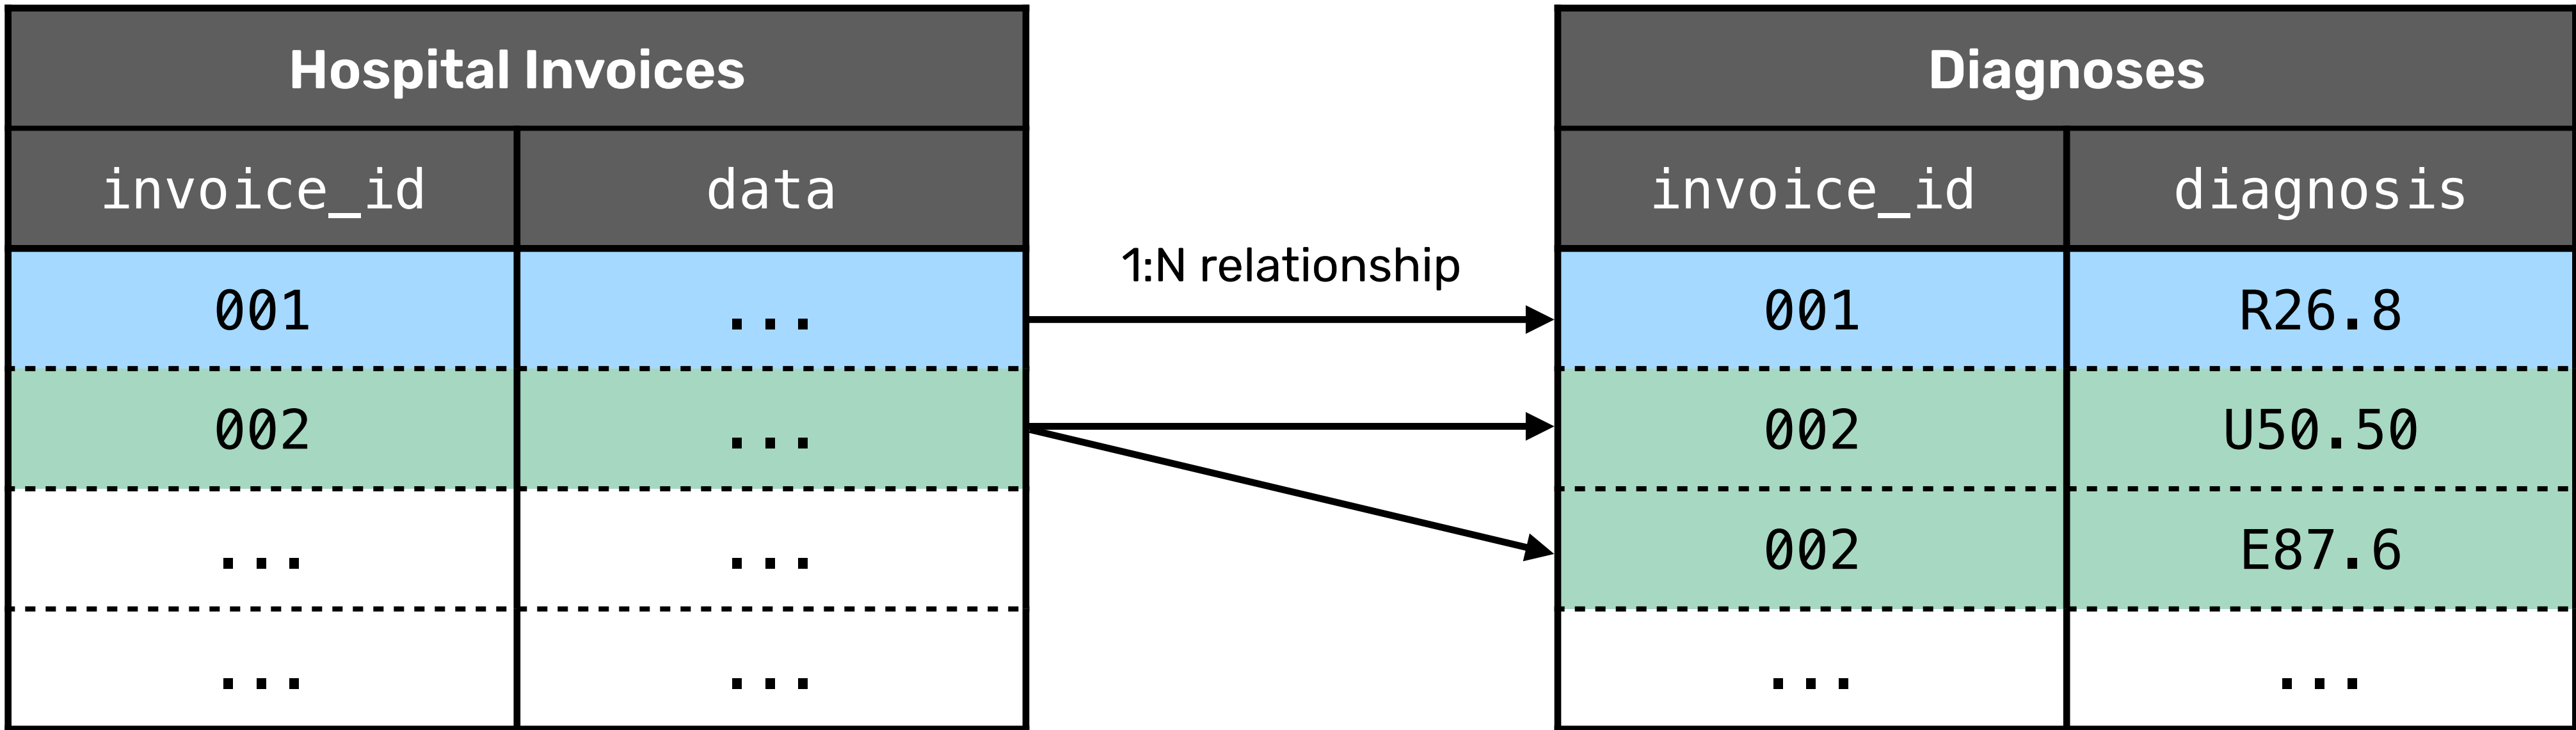 Hospital Invoices
invoice_id data
001 ...
002 ...
... ...
... ...
1:N relationship
Diagnoses
invoice_id diagnosis
001 R26.8
002 U50.50
002 E87.6
... ...